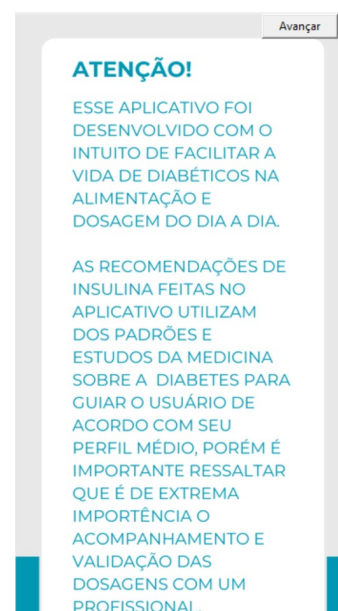 Avançar
ATENÇÃO!
ESSE APLICATIVO FOI
DESENVOLVIDO COM O
INTUITO DE FACILITAR A
VIDA DE DIABÉTICOS NA
ALIMENTAÇÃO E
DOSAGEM DO DIA A DIA.
AS RECOMENDAÇÕES DE
INSULINA FEITAS NO
APLICATIVO UTILIZAM
DOS PADRÕES E
ESTUDOS DA MEDICINA
SOBRE A  DIABETES PARA
GUIAR O USUÁRIO DE
ACORDO COM SEU
PERFIL MÉDIO, PORÉM É
IMPORTANTE RESSALTAR
QUE É DE EXTREMA
IMPORTÊNCIA O
ACOMPANHAMENTO E
VALIDAÇÃO DAS
DOSAGENS COM UM
PROFISSIONAL.